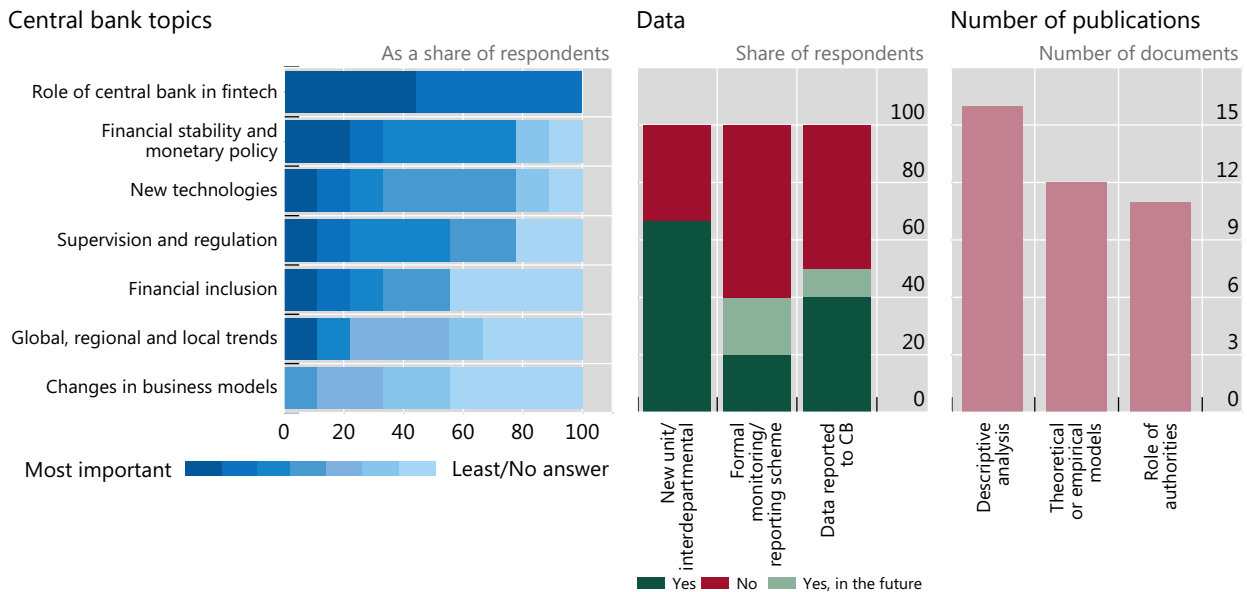 Central bank topics
As a share of respondents
Role of central bank in fintech
Financial stability and
monetary policy
New technologies
Supervision and regulation
Financial inclusion
Global, regional and local trends
Changes in business models
0 20 40 60 80 100
Most important
Least/No answer
Data
Share of respondents
100
80
60
40
20
0
New unit/
interdepartmental
Formal
monitoring/
reporting scheme
Data reported
to CB
Yes No Yes, in the future
Number of publications
Number of documents
15
12
9
6
3
0
Descriptive
analysis
Theoretical
or empirical
models
Role of
authorities